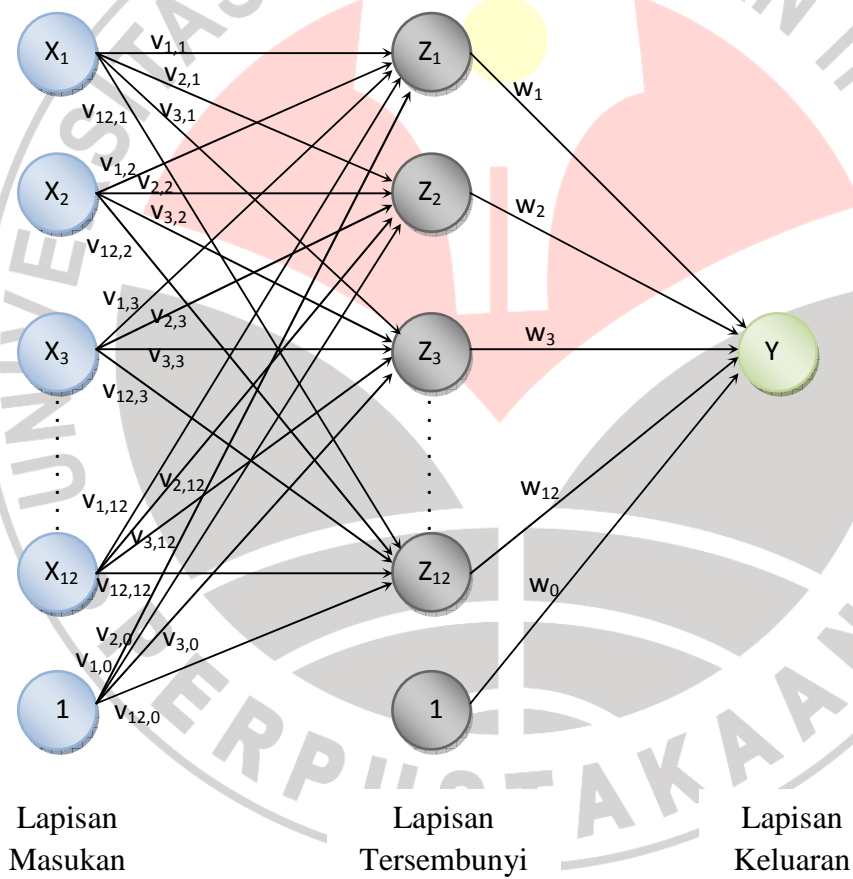 X1
Z1
V1,1
V2,1
V3,1
V12,1
W1
X2
Z2
V1,2
V2,2
V3,2
V12,2
W2
X3
Z3
Y
V1,3
V2,3
V3,3
V12,3
W3
X12
Z12
V1,12
V2,12
V3,12
V12,12
W12
1
1
V2,0
V1,0
V3,0
V12,0
W0
Lapisan Masukan
Lapisan Tersembunyi
Lapisan Keluaran
PERPUSTAKAAN